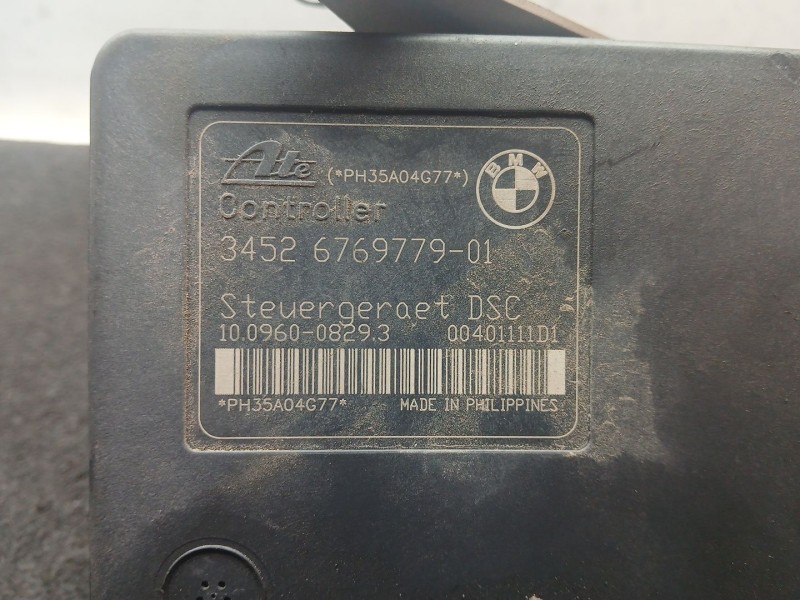 Ate (*PH35A04G77*) BMW
Controller
3452 6769779-01
Steuergeraet DSC
10.0960-0829.3 00401111D1
*PH35A04G77* MADE IN PHILIPPINES